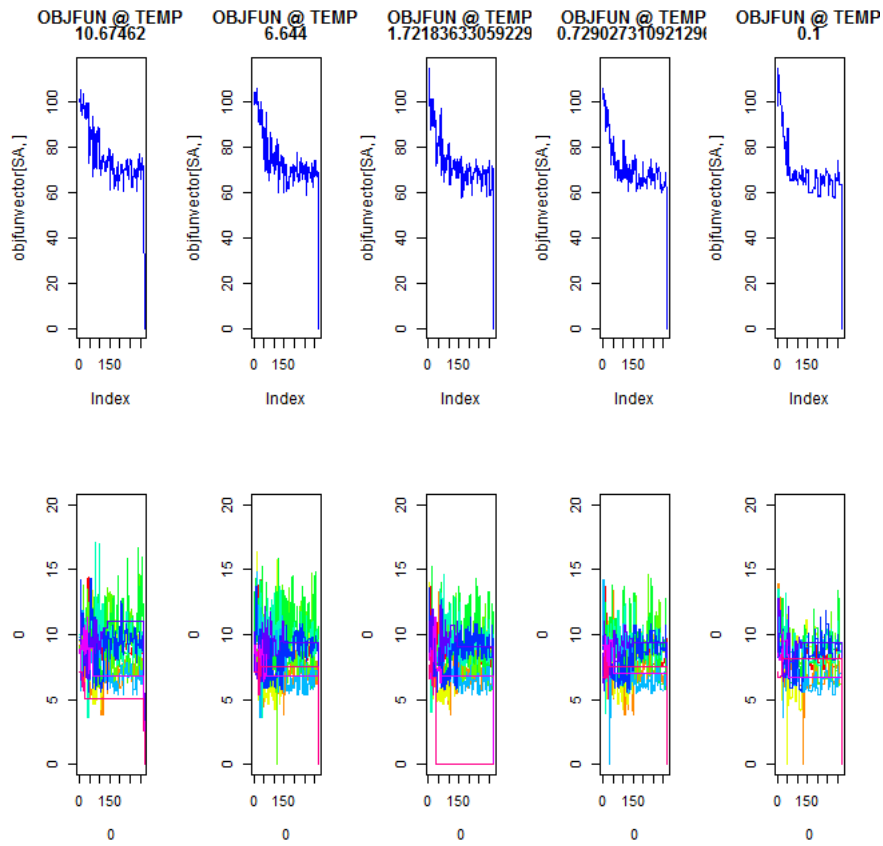 OBJFUN @ TEMP OBJFUN @ TEMP OBJFUN @ TEMP OBJFUN @ TEMP OBJFUN @ TEMP
10.67462 6.644 1.72183633059229 0.72902731092129 0.1
objfunvector[SA, ] objfunvector[SA, ] objfunvector[SA, ] objfunvector[SA, ] objfunvector[SA, ]
100 100 100 100 100
80 80 80 80 80
60 60 60 60 60
40 40 40 40 40
20 20 20 20 20
0 0 0 0 0
0 150 0 150 0 150 0 150 0 150
Index Index Index Index Index
20 20 20 20 20
15 15 15 15 15
0 10 0 10 0 10 0 10 0 10
5 5 5 5 5
0 0 0 0 0
0 150 0 150 0 150 0 150 0 150
0 0 0 0 0